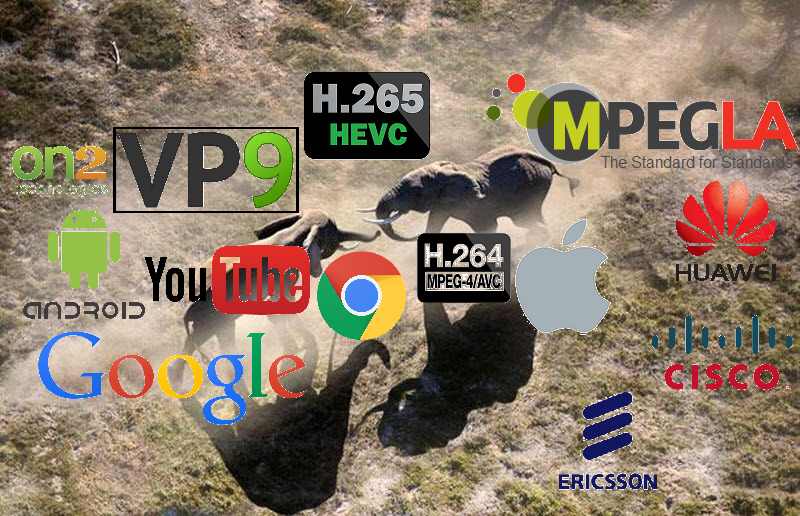 H.265
HEVC
MPEGLA
The Standard for Standards
on2
technologies
VP9
ANDROID
YouTube
H.264
MPEG-4/AVC
HUAWEI
Google
CISCO
ERICSSON